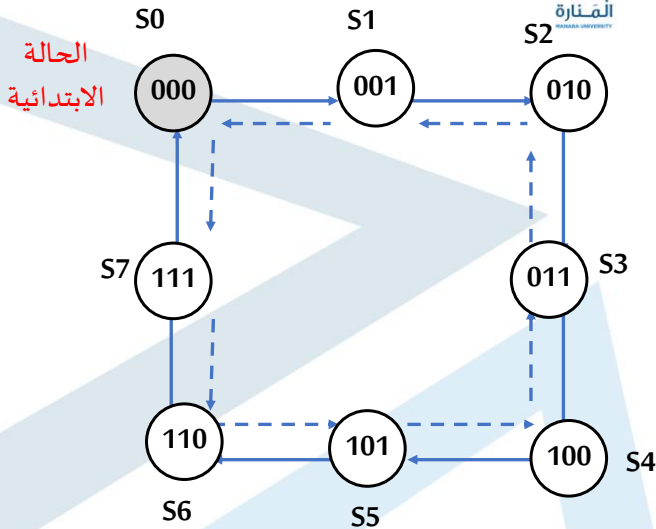 المَـنارة
MANARA UNIVERSITY
S0
S1
S2
الحالة
الابتدائية
000
001
010
S7
111
011
S3
110
101
100
S4
S6
S5